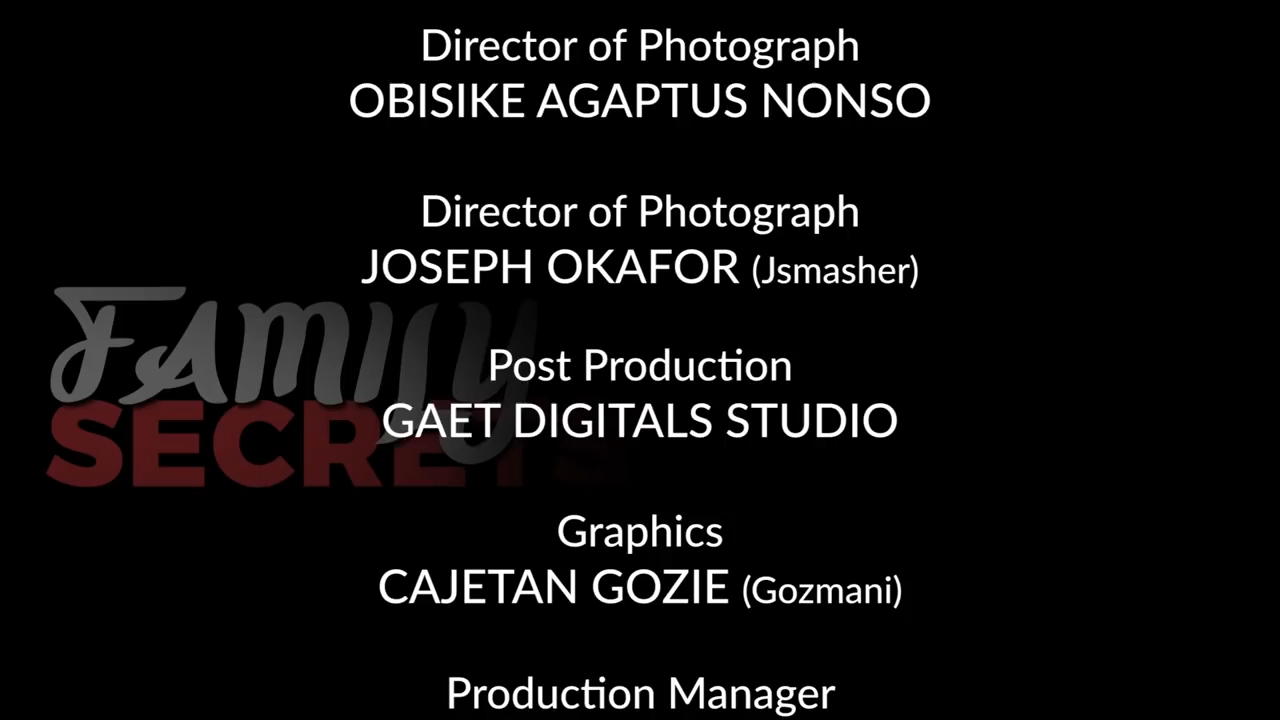 Director of Photograph
OBISIKE AGAPTUS NONSO
Director of Photograph
JOSEPH OKAFOR (Jsmasher)
FAMILY
SECRETS
Post Production
GAET DIGITALS STUDIO
Graphics
CAJETAN GOZIE (Gozmani)
Production Manager